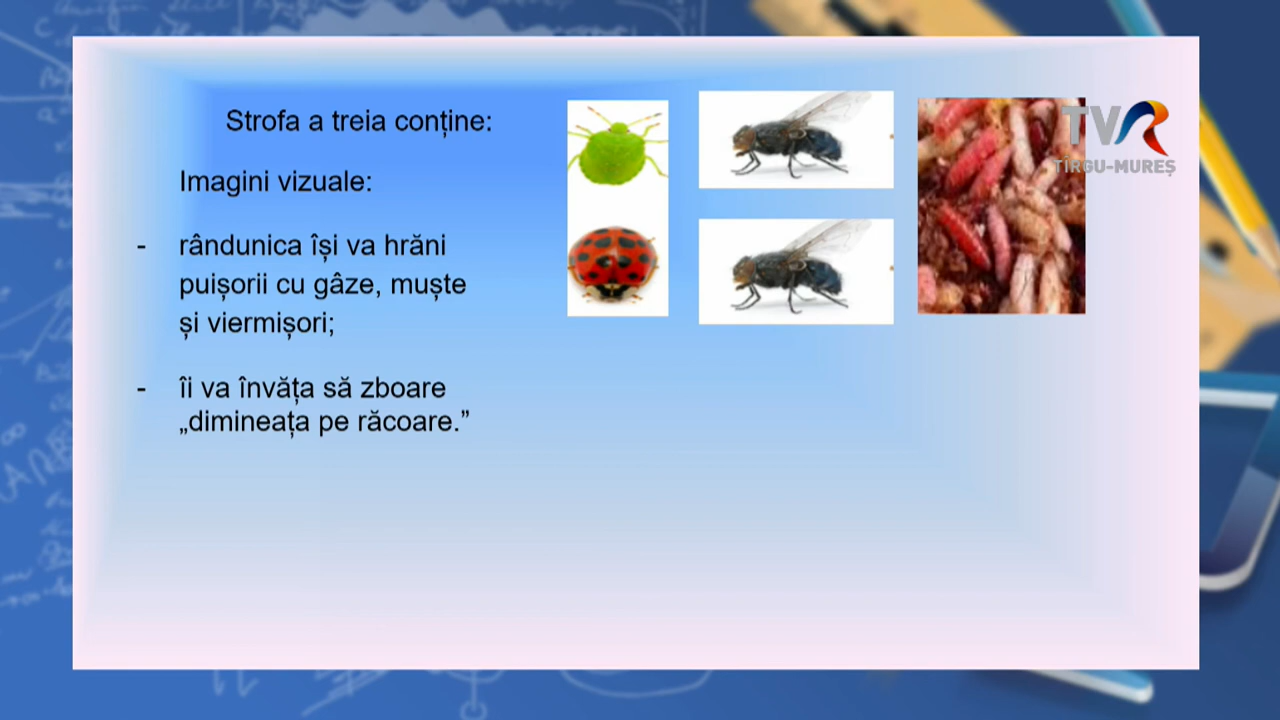 Strofa a treia conține:
Imagini vizuale:
- rândunica își va hrăni
puișorii cu gâze, muște
și viermișori;
- îi va învăța să zboare
„dimineața pe răcoare.”
TVR
TÎRGU-MUREȘ